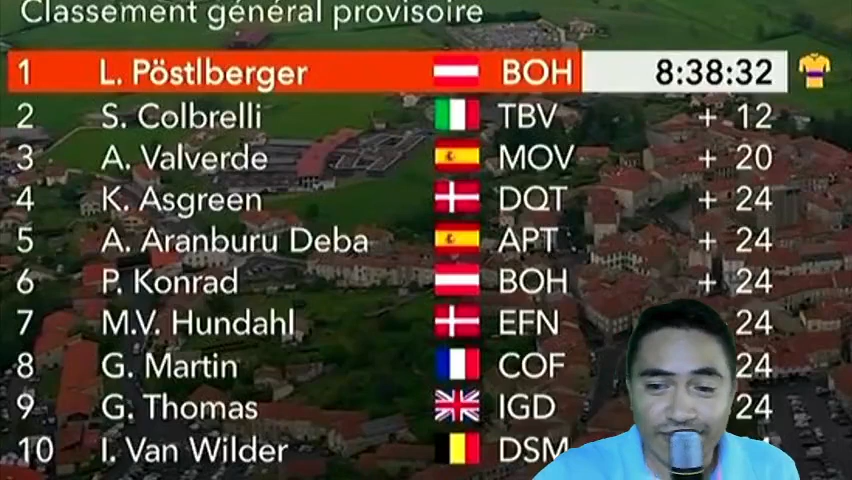 Classement général provisoire
1 L. Pöstlberger BOH 8:38:32
2 S. Colbrelli TBV + 12
3 A. Valverde MOV + 20
4 K. Asgreen DQT + 24
5 A. Aranburu Deba APT + 24
6 P. Konrad BOH + 24
7 M.V. Hundahl EFN 24
8 G. Martin COF 24
9 G. Thomas IGD 24
10 I. Van Wilder DSM